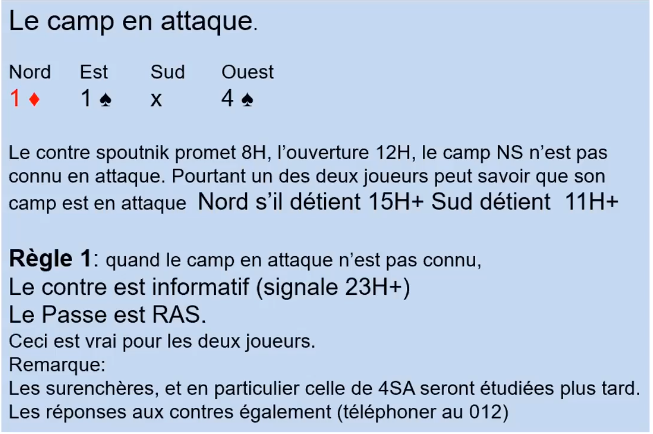 Le camp en attaque.
Nord Est Sud Ouest
1 ♦ 1 ♠ x 4 ♠
Le contre spoutnik promet 8H, l’ouverture 12H, le camp NS n’est pas
connu en attaque. Pourtant un des deux joueurs peut savoir que son
camp est en attaque Nord s’il détient 15H+ Sud détient 11H+
Règle 1: quand le camp en attaque n’est pas connu,
Le contre est informatif (signale 23H+)
Le Passe est RAS.
Ceci est vrai pour les deux joueurs.
Remarque:
Les surenchères, et en particulier celle de 4SA seront étudiées plus tard.
Les réponses aux contres également (téléphoner au 012)